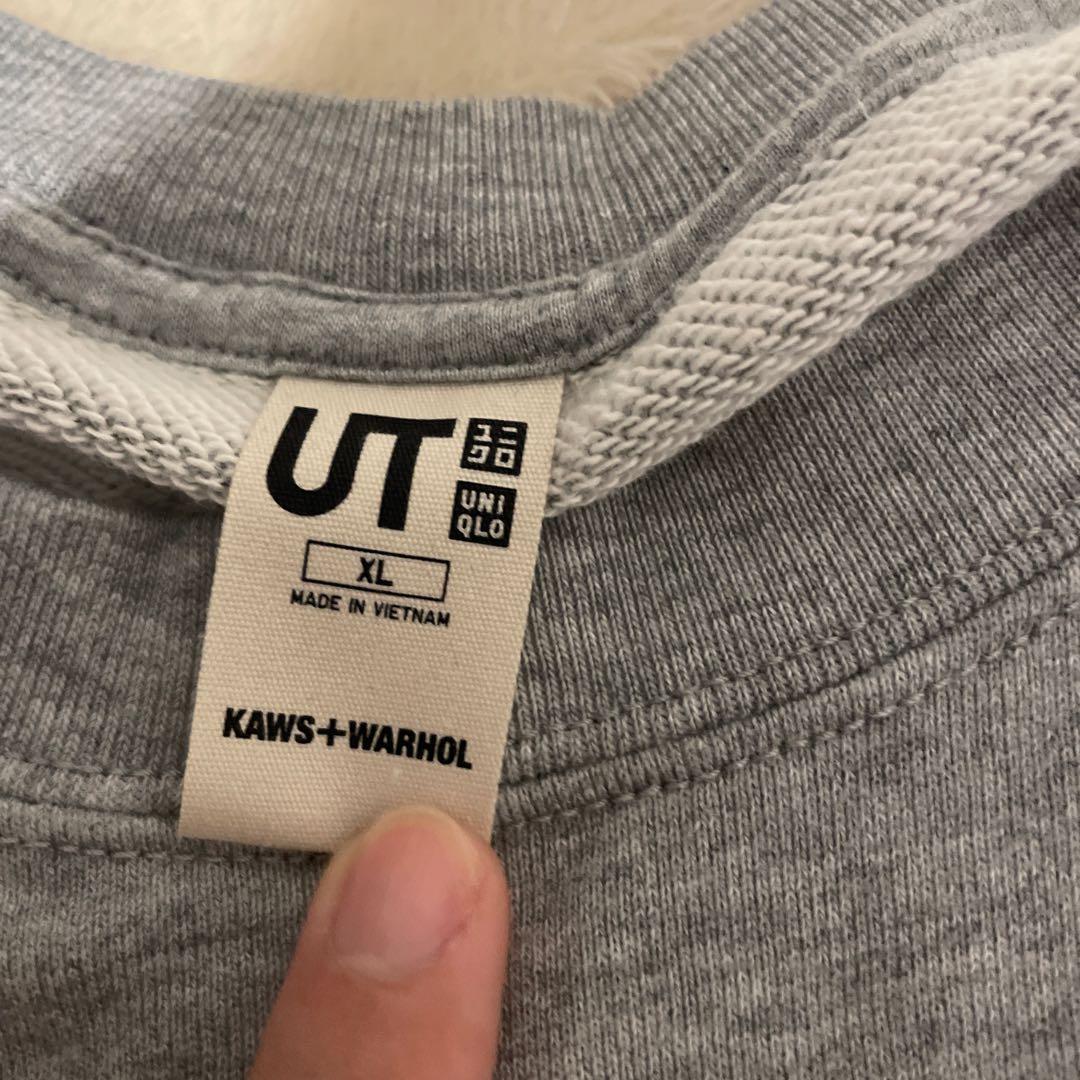 UT
ユニ
クロ
UNI
QLO
XL
MADE IN VIETNAM
KAWS+WARHOL